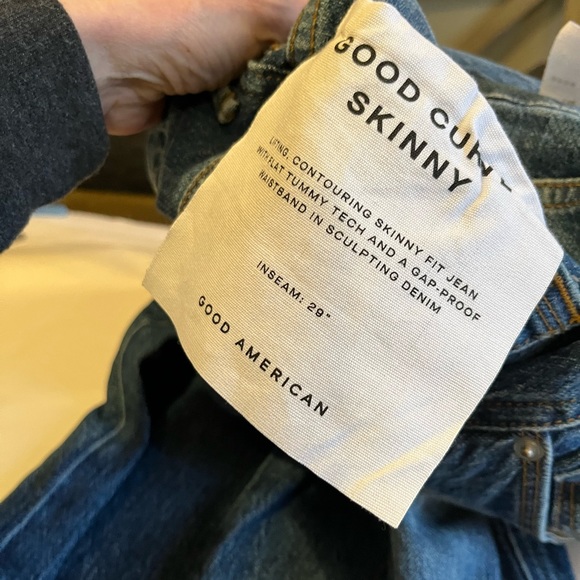 GOOD CURVE
SKINNY
LIFTING, CONTOURING SKINNY FIT JEAN
WITH FLAT TUMMY TECH AND A GAP-PROOF
WAISTBAND IN SCULPTING DENIM
INSEAM: 29"
GOOD AMERICAN